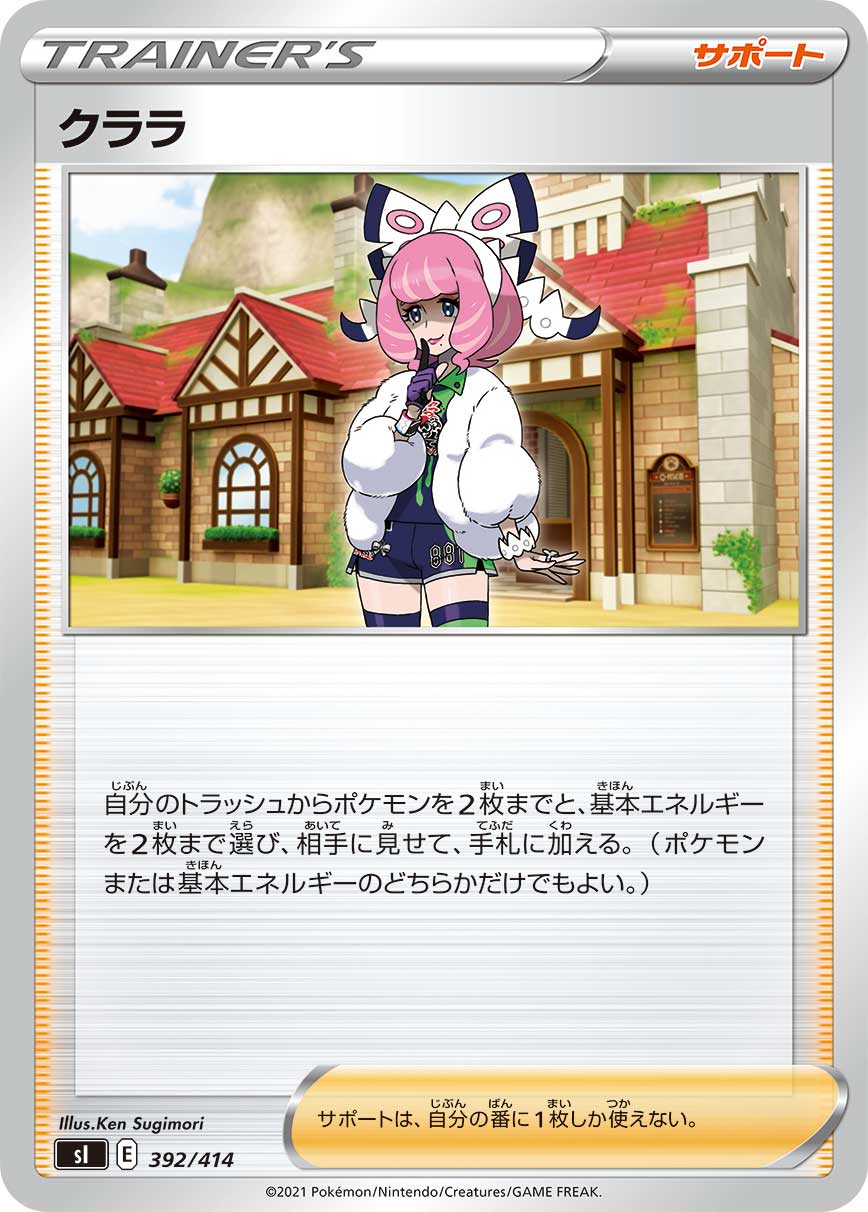 TRAINER'S
サポート
クララ
891
自分のトラッシュからポケモンを2枚までと、基本エネルギー
を2枚まで選び、相手に見せて、手札に加える。（ポケモン
または基本エネルギーのどちらかだけでもよい。）
サポートは、自分の番に1枚しか使えない。
Illus.Ken Sugimori
sI E 392/414
©2021 Pokémon/Nintendo/Creatures/GAME FREAK.